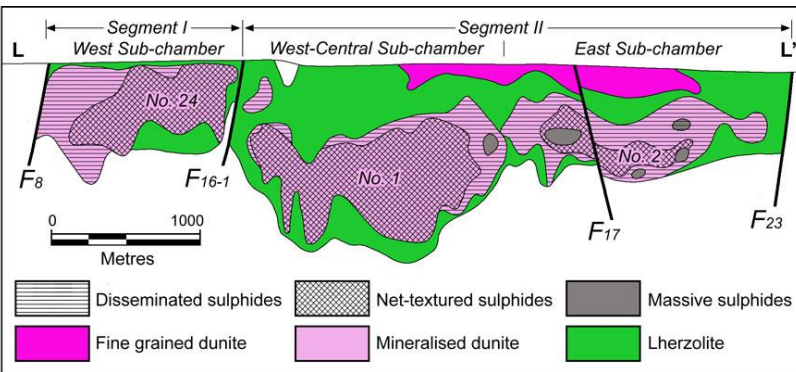 Segment I
Segment II
L
West Sub-chamber
West-Central Sub-chamber
East Sub-chamber
L'
No. 24
No. 1
No. 2
F8
F16-1
F17
F23
0
1000
Metres
Disseminated sulphides
Net-textured sulphides
Massive sulphides
Fine grained dunite
Mineralised dunite
Lherzolite